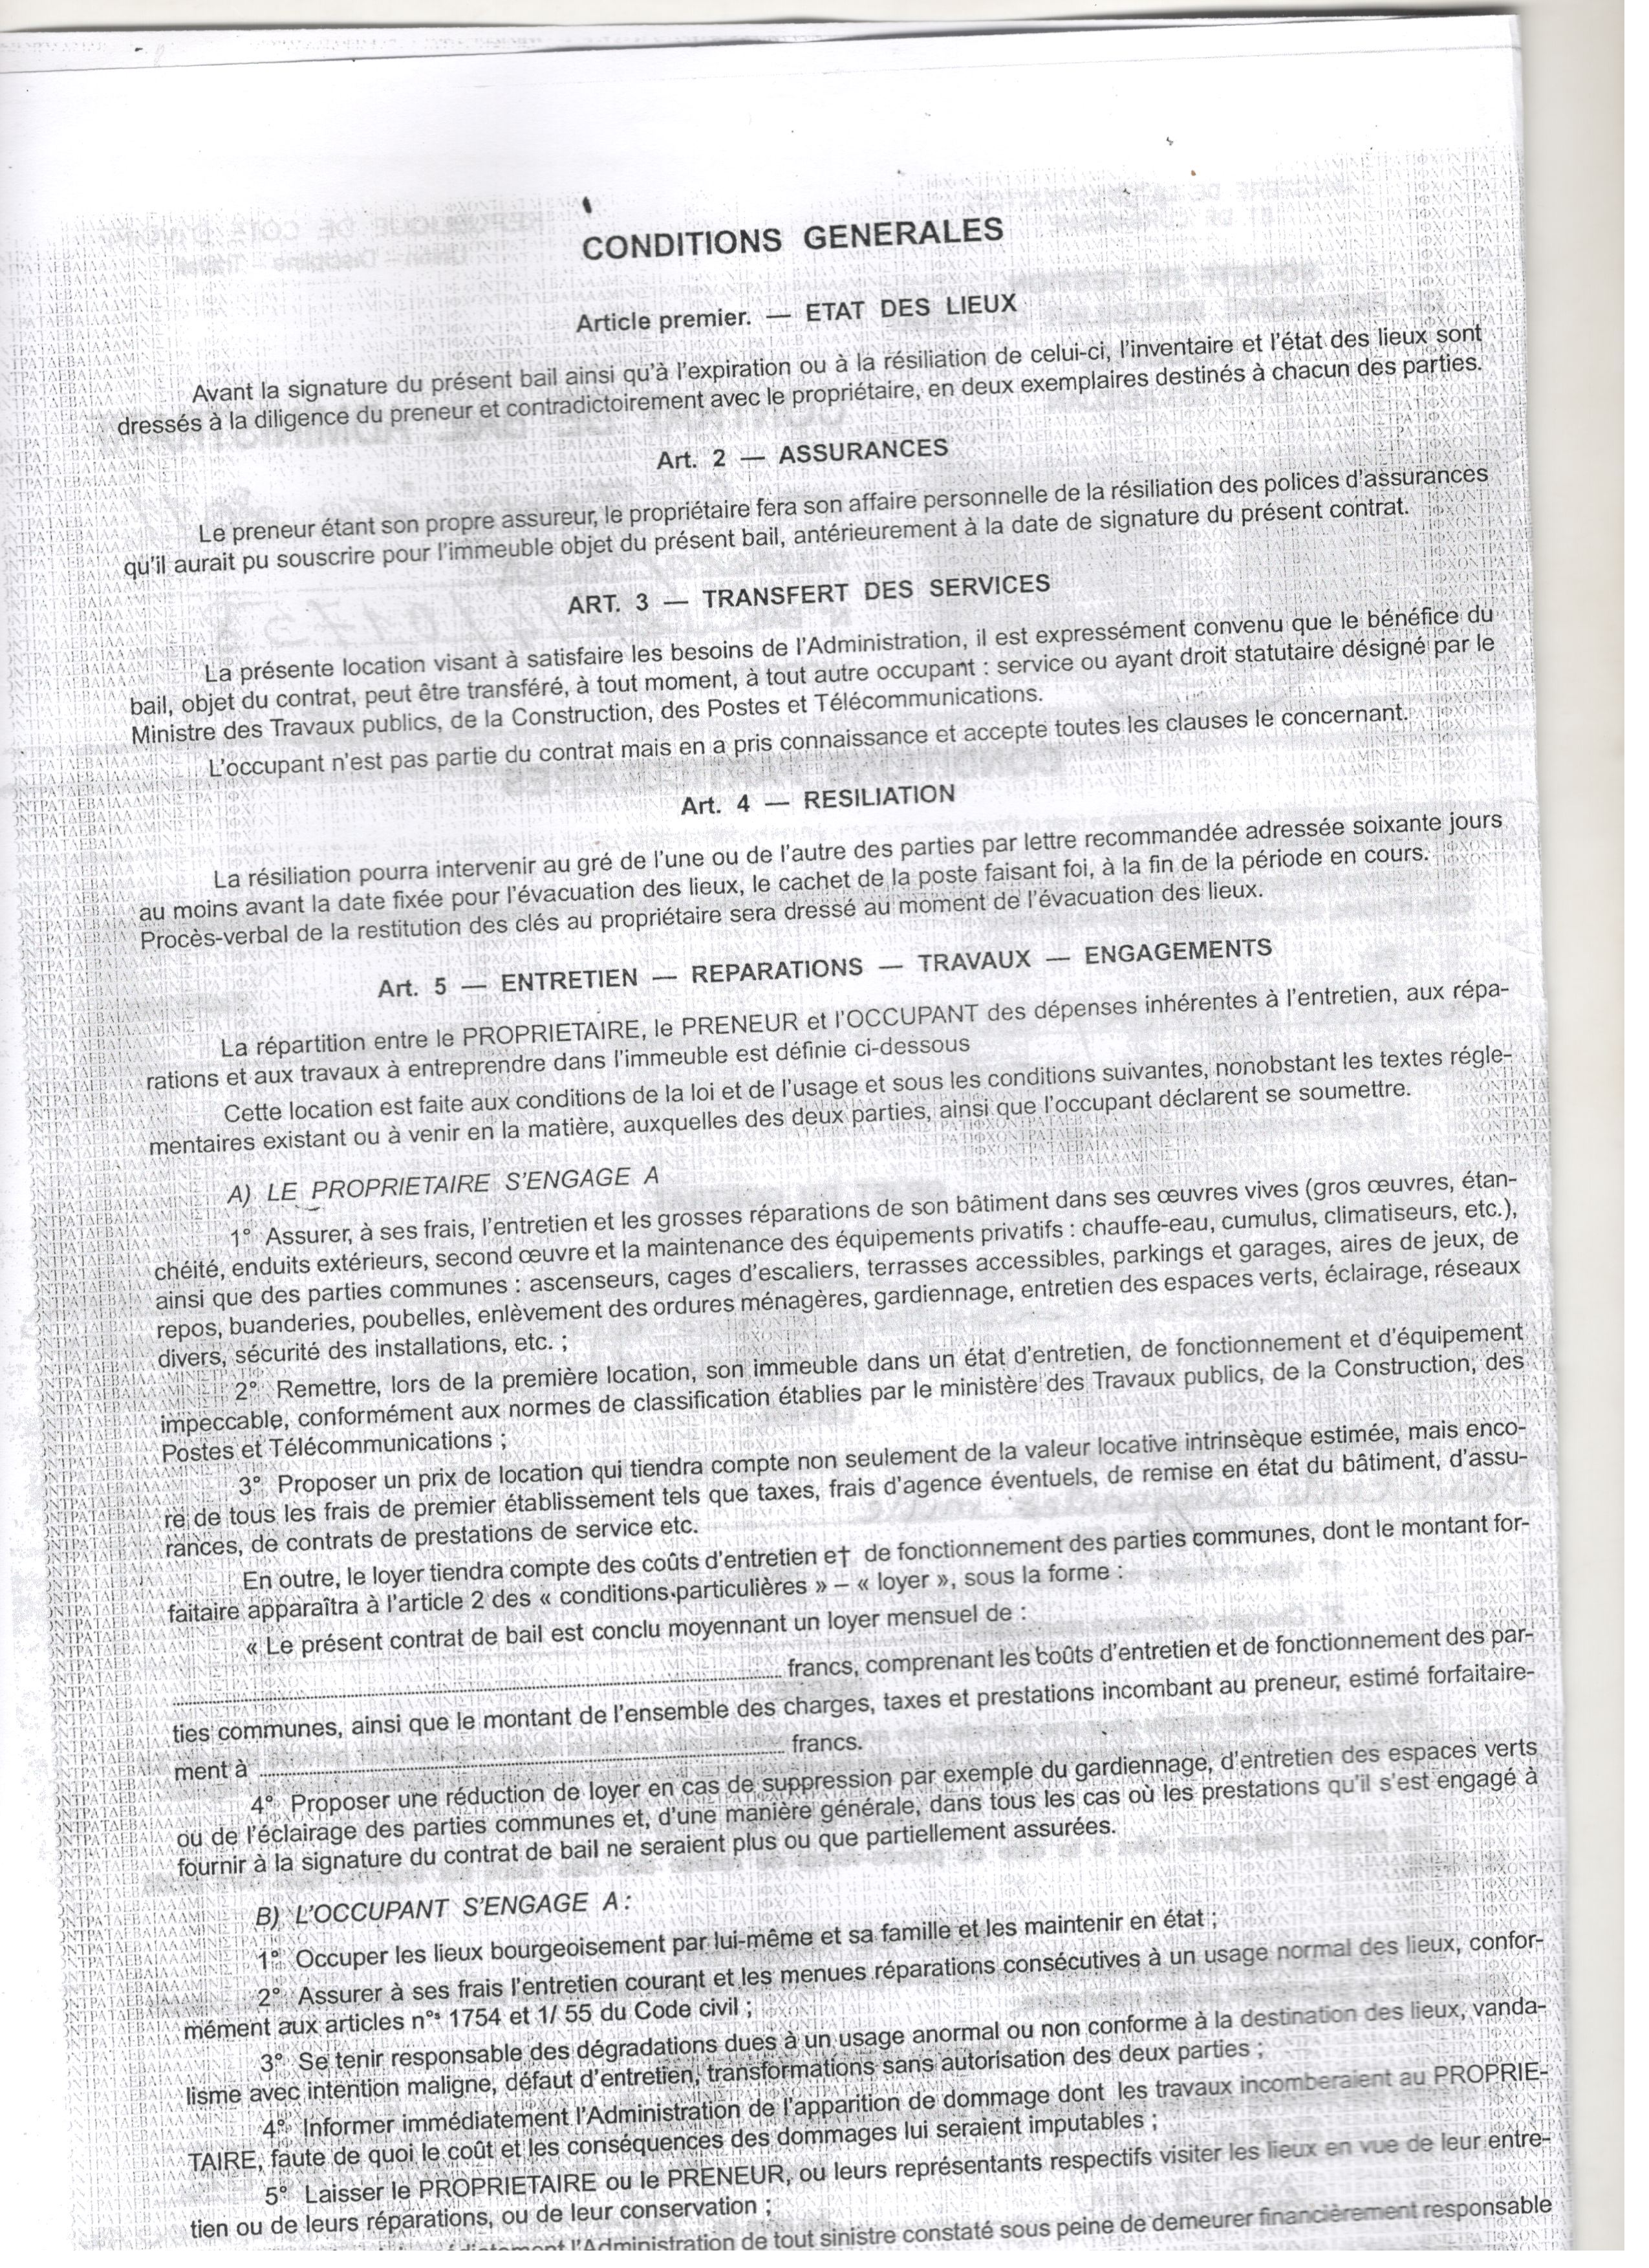 CONDITIONS GENERALES
Article premier. — ETAT DES LIEUX
Avant la signature du présent bail ainsi qu'à l'expiration ou à la résiliation de celui-ci, l'inventaire et l'état des lieux sont
dressés à la diligence du preneur et contradictoirement avec le propriétaire, en deux exemplaires destinés à chacun des parties.
Art. 2 — ASSURANCES
Le preneur étant son propre assureur, le propriétaire fera son affaire personnelle de la résiliation des polices d'assurances
qu'il aurait pu souscrire pour l'immeuble objet du présent bail, antérieurement à la date de signature du présent contrat.
ART. 3 — TRANSFERT DES SERVICES
La présente location visant à satisfaire les besoins de l'Administration, il est expressément convenu que le bénéfice du
bail, objet du contrat, peut être transféré, à tout moment, à tout autre occupant : service ou ayant droit statutaire désigné par le
Ministre des Travaux publics, de la Construction, des Postes et Télécommunications.
L'occupant n'est pas partie du contrat mais en a pris connaissance et accepte toutes les clauses le concernant.
Art. 4 — RESILIATION
La résiliation pourra intervenir au gré de l'une ou de l'autre des parties par lettre recommandée adressée soixante jours
au moins avant la date fixée pour l'évacuation des lieux, le cachet de la poste faisant foi, à la fin de la période en cours.
Procès-verbal de la restitution des clés au propriétaire sera dressé au moment de l'évacuation des lieux.
Art. 5 — ENTRETIEN — REPARATIONS — TRAVAUX — ENGAGEMENTS
La répartition entre le PROPRIETAIRE, le PRENEUR et l'OCCUPANT des dépenses inhérentes à l'entretien, aux répa-
rations et aux travaux à entreprendre dans l'immeuble est définie ci-dessous
Cette location est faite aux conditions de la loi et de l'usage et sous les conditions suivantes, nonobstant les textes régle-
mentaires existant ou à venir en la matière, auxquelles des deux parties, ainsi que l'occupant déclarent se soumettre.
A) LE PROPRIETAIRE S'ENGAGE A
1° Assurer, à ses frais, l'entretien et les grosses réparations de son bâtiment dans ses œuvres vives (gros œuvres, étan-
chéité, enduits extérieurs, second œuvre et la maintenance des équipements privatifs : chauffe-eau, cumulus, climatiseurs, etc.),
ainsi que des parties communes : ascenseurs, cages d'escaliers, terrasses accessibles, parkings et garages, aires de jeux, de
repos, buanderies, poubelles, enlèvement des ordures ménagères, gardiennage, entretien des espaces verts, éclairage, réseaux
divers, sécurité des installations, etc. ;
2° Remettre, lors de la première location, son immeuble dans un état d'entretien, de fonctionnement et d'équipement
impeccable, conformément aux normes de classification établies par le ministère des Travaux publics, de la Construction, des
Postes et Télécommunications ;
3° Proposer un prix de location qui tiendra compte non seulement de la valeur locative intrinsèque estimée, mais enco-
re de tous les frais de premier établissement tels que taxes, frais d'agence éventuels, de remise en état du bâtiment, d'assu-
rances, de contrats de prestations de service etc.
En outre, le loyer tiendra compte des coûts d'entretien et de fonctionnement des parties communes, dont le montant for-
faitaire apparaîtra à l'article 2 des « conditions particulières » – « loyer », sous la forme :
« Le présent contrat de bail est conclu moyennant un loyer mensuel de :
........................................ francs, comprenant les coûts d'entretien et de fonctionnement des par-
ties communes, ainsi que le montant de l'ensemble des charges, taxes et prestations incombant au preneur, estimé forfaitaire-
ment à ........................................ francs.
4° Proposer une réduction de loyer en cas de suppression par exemple du gardiennage, d'entretien des espaces verts
ou de l'éclairage des parties communes et, d'une manière générale, dans tous les cas où les prestations qu'il s'est engagé à
fournir à la signature du contrat de bail ne seraient plus ou que partiellement assurées.
B) L'OCCUPANT S'ENGAGE A :
1° Occuper les lieux bourgeoisement par lui-même et sa famille et les maintenir en état ;
2° Assurer à ses frais l'entretien courant et les menues réparations consécutives à un usage normal des lieux, confor-
mément aux articles n°s 1754 et 1/ 55 du Code civil ;
3° Se tenir responsable des dégradations dues à un usage anormal ou non conforme à la destination des lieux, vanda-
lisme avec intention maligne, défaut d'entretien, transformations sans autorisation des deux parties ;
4° Informer immédiatement l'Administration de l'apparition de dommage dont les travaux incomberaient au PROPRIE-
TAIRE, faute de quoi le coût et les conséquences des dommages lui seraient imputables ;
5° Laisser le PROPRIETAIRE ou le PRENEUR, ou leurs représentants respectifs visiter les lieux en vue de leur entre-
tien ou de leurs réparations, ou de leur conservation ;
l'Administration de tout sinistre constaté sous peine de demeurer financièrement responsable